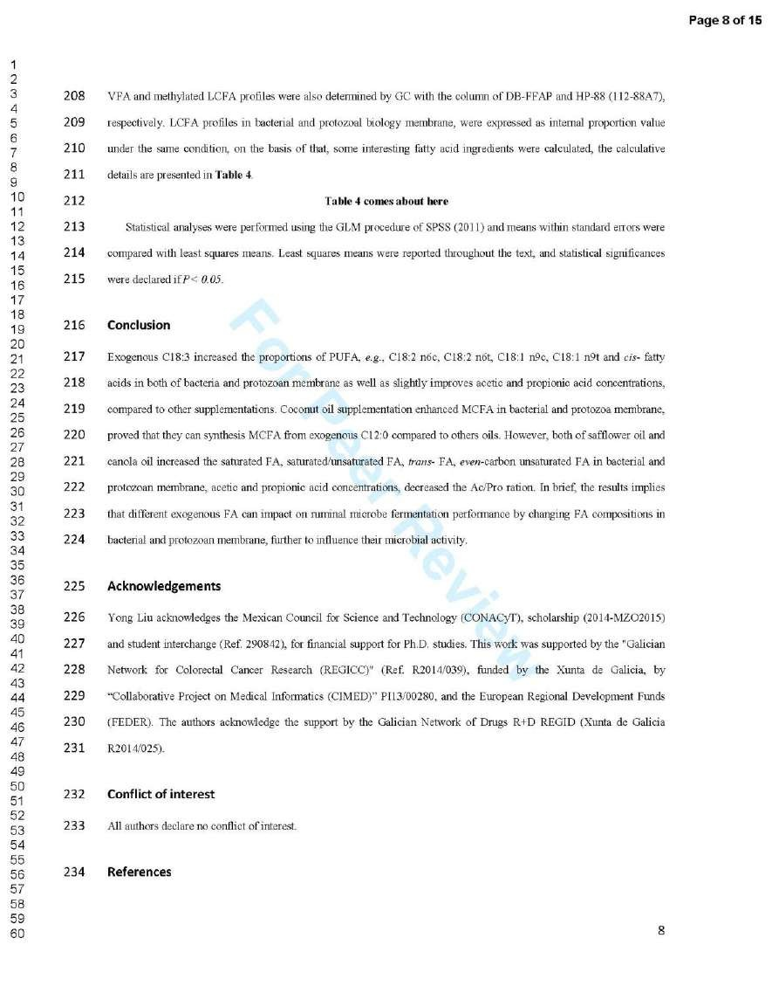 Page 8 of 15
1
2
3
4
5
6
7
8
9
10
11
12
13
14
15
16
17
18
19
20
21
22
23
24
25
26
27
28
29
30
31
32
33
34
35
36
37
38
39
40
41
42
43
44
45
46
47
48
49
50
51
52
53
54
55
56
57
58
59
60
208 VFA and methylated LCFA profiles were also determined by GC with the column of DB-FFAP and HP-88 (112-88A7),
209 respectively. LCFA profiles in bacterial and protozoal biology membrane, were expressed as internal proportion value
210 under the same condition, on the basis of that, some interesting fatty acid ingredients were calculated, the calculative
211 details are presented in Table 4.
212 Table 4 comes about here
213 Statistical analyses were performed using the GLM procedure of SPSS (2011) and means within standard errors were
214 compared with least squares means. Least squares means were reported throughout the text, and statistical significances
215 were declared if P< 0.05.
216 Conclusion
217 Exogenous C18:3 increased the proportions of PUFA, e.g., C18:2 n6c, C18:2 n6t, C18:1 n9c, C18:1 n9t and cis- fatty
218 acids in both of bacteria and protozoan membrane as well as slightly improves acetic and propionic acid concentrations,
219 compared to other supplementations. Coconut oil supplementation enhanced MCFA in bacterial and protozoa membrane,
220 proved that they can synthesis MCFA from exogenous C12:0 compared to others oils. However, both of safflower oil and
221 canola oil increased the saturated FA, saturated/unsaturated FA, trans- FA, even-carbon unsaturated FA in bacterial and
222 protozoan membrane, acetic and propionic acid concentrations, decreased the Ac/Pro ration. In brief, the results implies
223 that different exogenous FA can impact on ruminal microbe fermentation performance by changing FA compositions in
224 bacterial and protozoan membrane, further to influence their microbial activity.
225 Acknowledgements
226 Yong Liu acknowledges the Mexican Council for Science and Technology (CONACyT), scholarship (2014-MZO2015)
227 and student interchange (Ref. 290842), for financial support for Ph.D. studies. This work was supported by the "Galician
228 Network for Colorectal Cancer Research (REGICC)" (Ref. R2014/039), funded by the Xunta de Galicia, by
229 “Collaborative Project on Medical Informatics (CIMED)” PI13/00280, and the European Regional Development Funds
230 (FEDER). The authors acknowledge the support by the Galician Network of Drugs R+D REGID (Xunta de Galicia
231 R2014/025).
232 Conflict of interest
233 All authors declare no conflict of interest.
234 References
For Peer Review
8